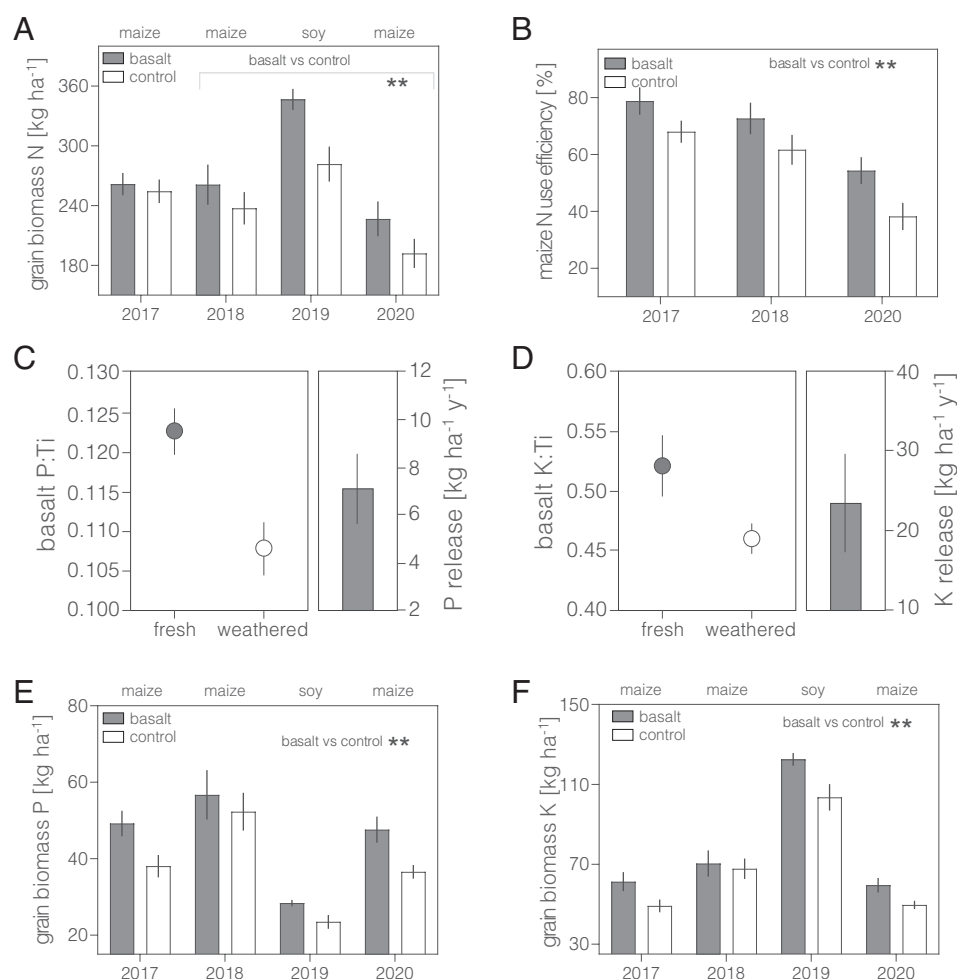 A
maize maize soy maize
basalt
control
basalt vs control
**
grain biomass N [kg ha⁻¹]
360
300
240
180
2017 2018 2019 2020
B
basalt
control
basalt vs control **
maize N use efficiency [%]
80
60
40
20
2017 2018 2020
C
basalt P:Ti
0.130
0.125
0.120
0.115
0.110
0.105
0.100
fresh weathered
12
10
8
6
4
2
P release [kg ha⁻¹ y⁻¹]
D
basalt K:Ti
0.60
0.55
0.50
0.45
0.40
fresh weathered
40
30
20
10
K release [kg ha⁻¹ y⁻¹]
E
maize maize soy maize
basalt
control
basalt vs control **
grain biomass P [kg ha⁻¹]
80
60
40
20
2017 2018 2019 2020
F
maize maize soy maize
basalt
control
basalt vs control **
grain biomass K [kg ha⁻¹]
150
110
70
30
2017 2018 2019 2020